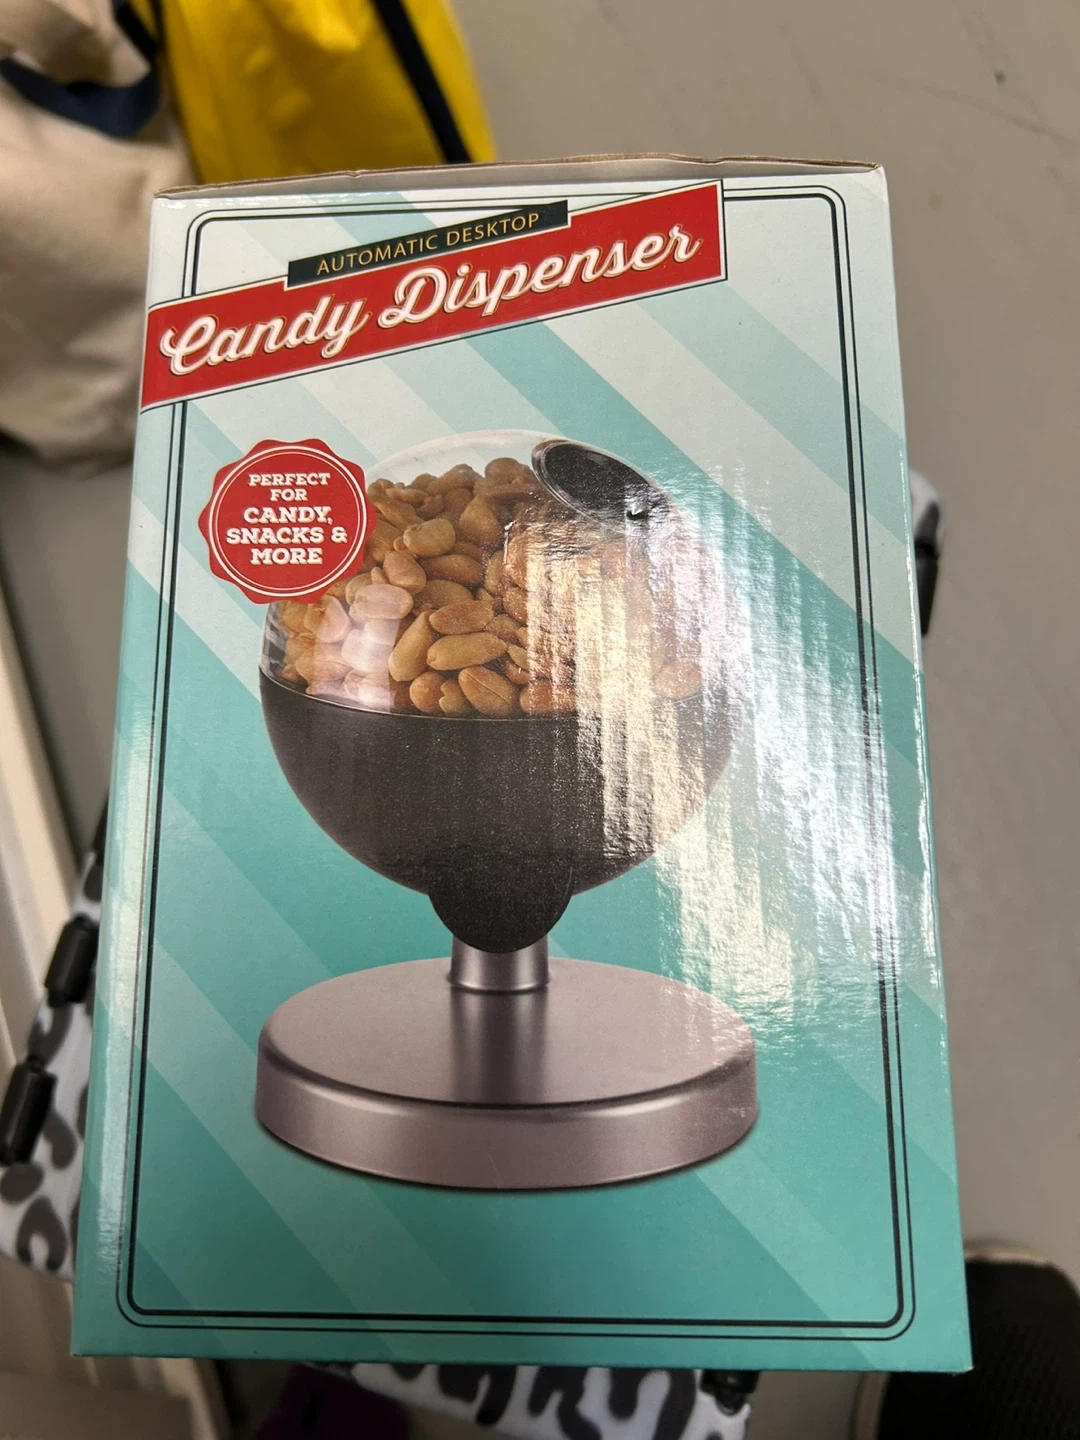 AUTOMATIC DESKTOP
Candy Dispenser
PERFECT
FOR
CANDY,
SNACKS &
MORE